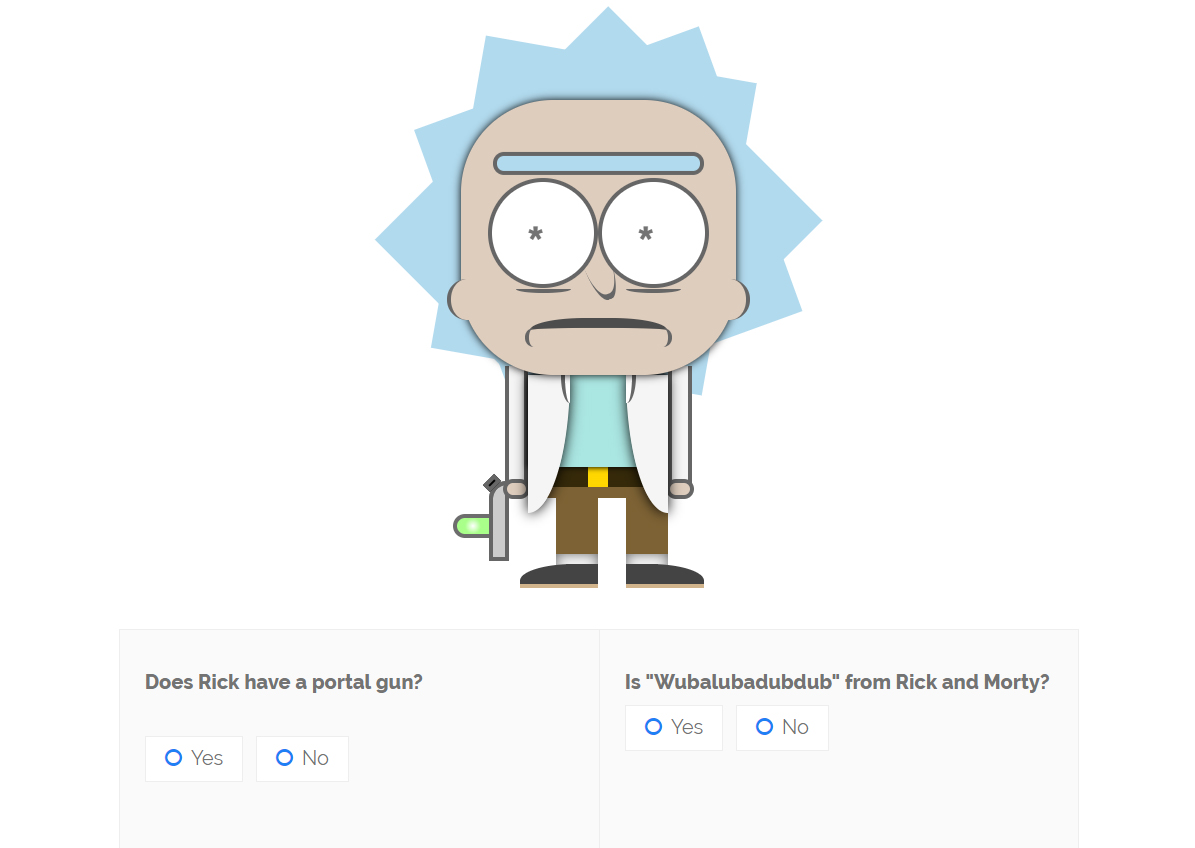 Does Rick have a portal gun?
Yes No
Is "Wubalubadubdub" from Rick and Morty?
Yes No